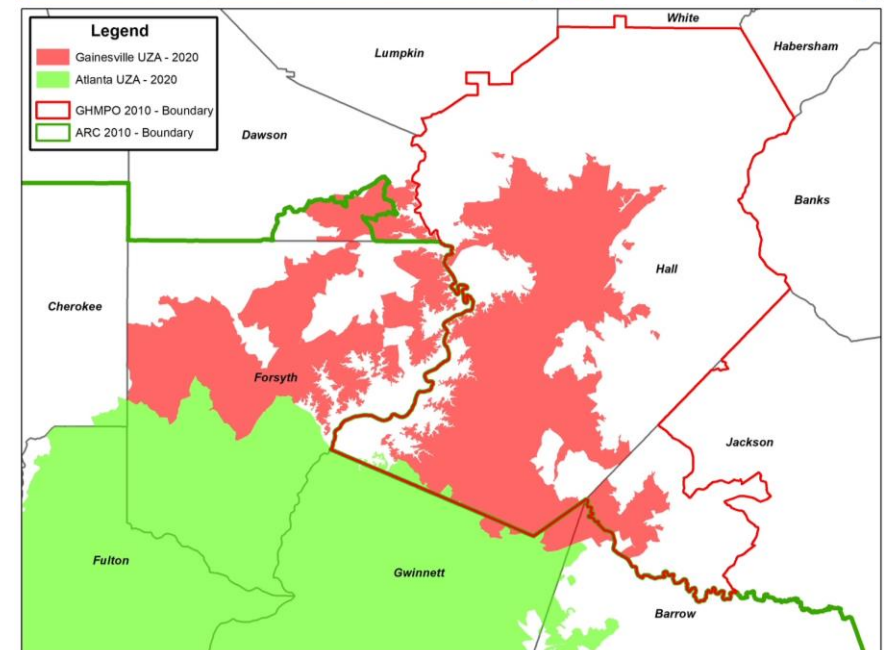 White
Legend
Lumpkin
Habersham
Gainesville UZA - 2020
Atlanta UZA - 2020
GHMPO 2010 - Boundary
ARC 2010 - Boundary
Dawson
Banks
Hall
Cherokee
Forsyth
Jackson
Fulton
Gwinnett
Barrow